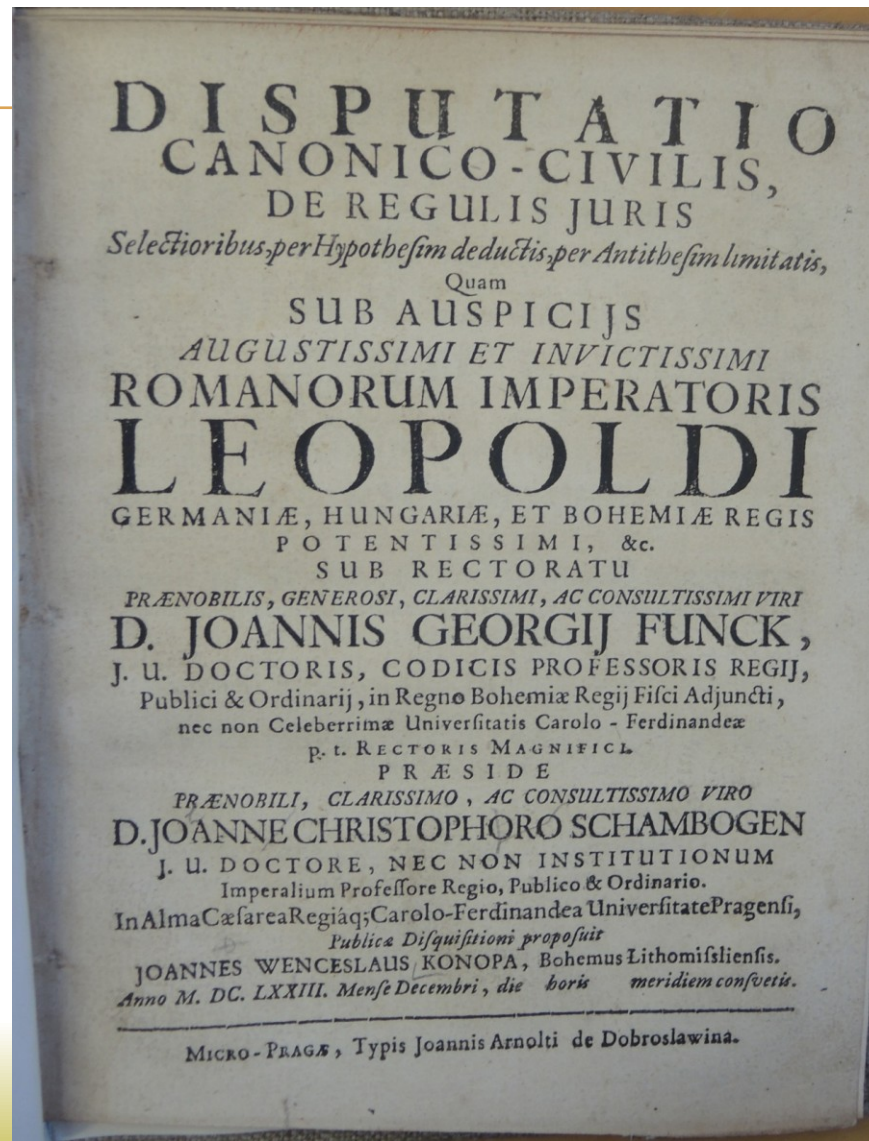 DISPUTATIO
CANONICO-CIVILIS,
DE REGULIS JURIS
Selectioribus, per Hypothesim deductis, per Antithesim limitatis,
Quam
SUB AUSPICIJS
AUGUSTISSIMI ET INVICTISSIMI
ROMANORUM IMPERATORIS
LEOPOLDI
GERMANIÆ, HUNGARIÆ, ET BOHEMIÆ REGIS
POTENTISSIMI, &c.
SUB RECTORATU
PRÆNOBILIS, GENEROSI, CLARISSIMI, AC CONSULTISSIMI VIRI
D. JOANNIS GEORGIJ FUNCK,
J. U. DOCTORIS, CODICIS PROFESSORIS REGIJ,
Publici & Ordinarij, in Regno Bohemiæ Regij Fiſci Adjuncti,
nec non Celeberrimæ Univerſitatis Carolo-Ferdinandeæ
p. t. RECTORIS MAGNIFICI.
PRÆSIDE
PRÆNOBILI, CLARISSIMO, AC CONSULTISSIMO VIRO
D. JOANNE CHRISTOPHORO SCHAMBOGEN
J. U. DOCTORE, NEC NON INSTITUTIONUM
Imperalium Profeſſore Regio, Publico & Ordinario.
In Alma Cæſarea Regiáq; Carolo-Ferdinandea Univerſitate Pragenſi,
Publicæ Diſquiſitioni propoſuit
JOANNES WENCESLAUS KONOPA, Bohemus Lithomiſslienſis.
Anno M. DC. LXXIII. Menſe Decembri, die horis meridiem conſvetis.
MICRO-PRAGÆ, Typis Joannis Arnolti de Dobroslawina.